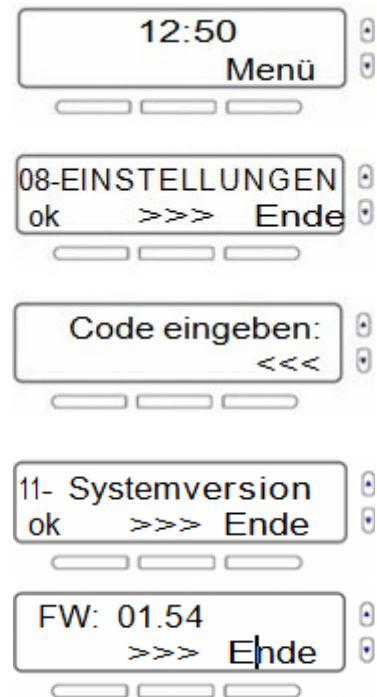 12:50
Menü
08-EINSTELLUNGEN
ok >>> Ende
Code eingeben:
<<<
11- Systemversion
ok >>> Ende
FW: 01.54
>>> Ende